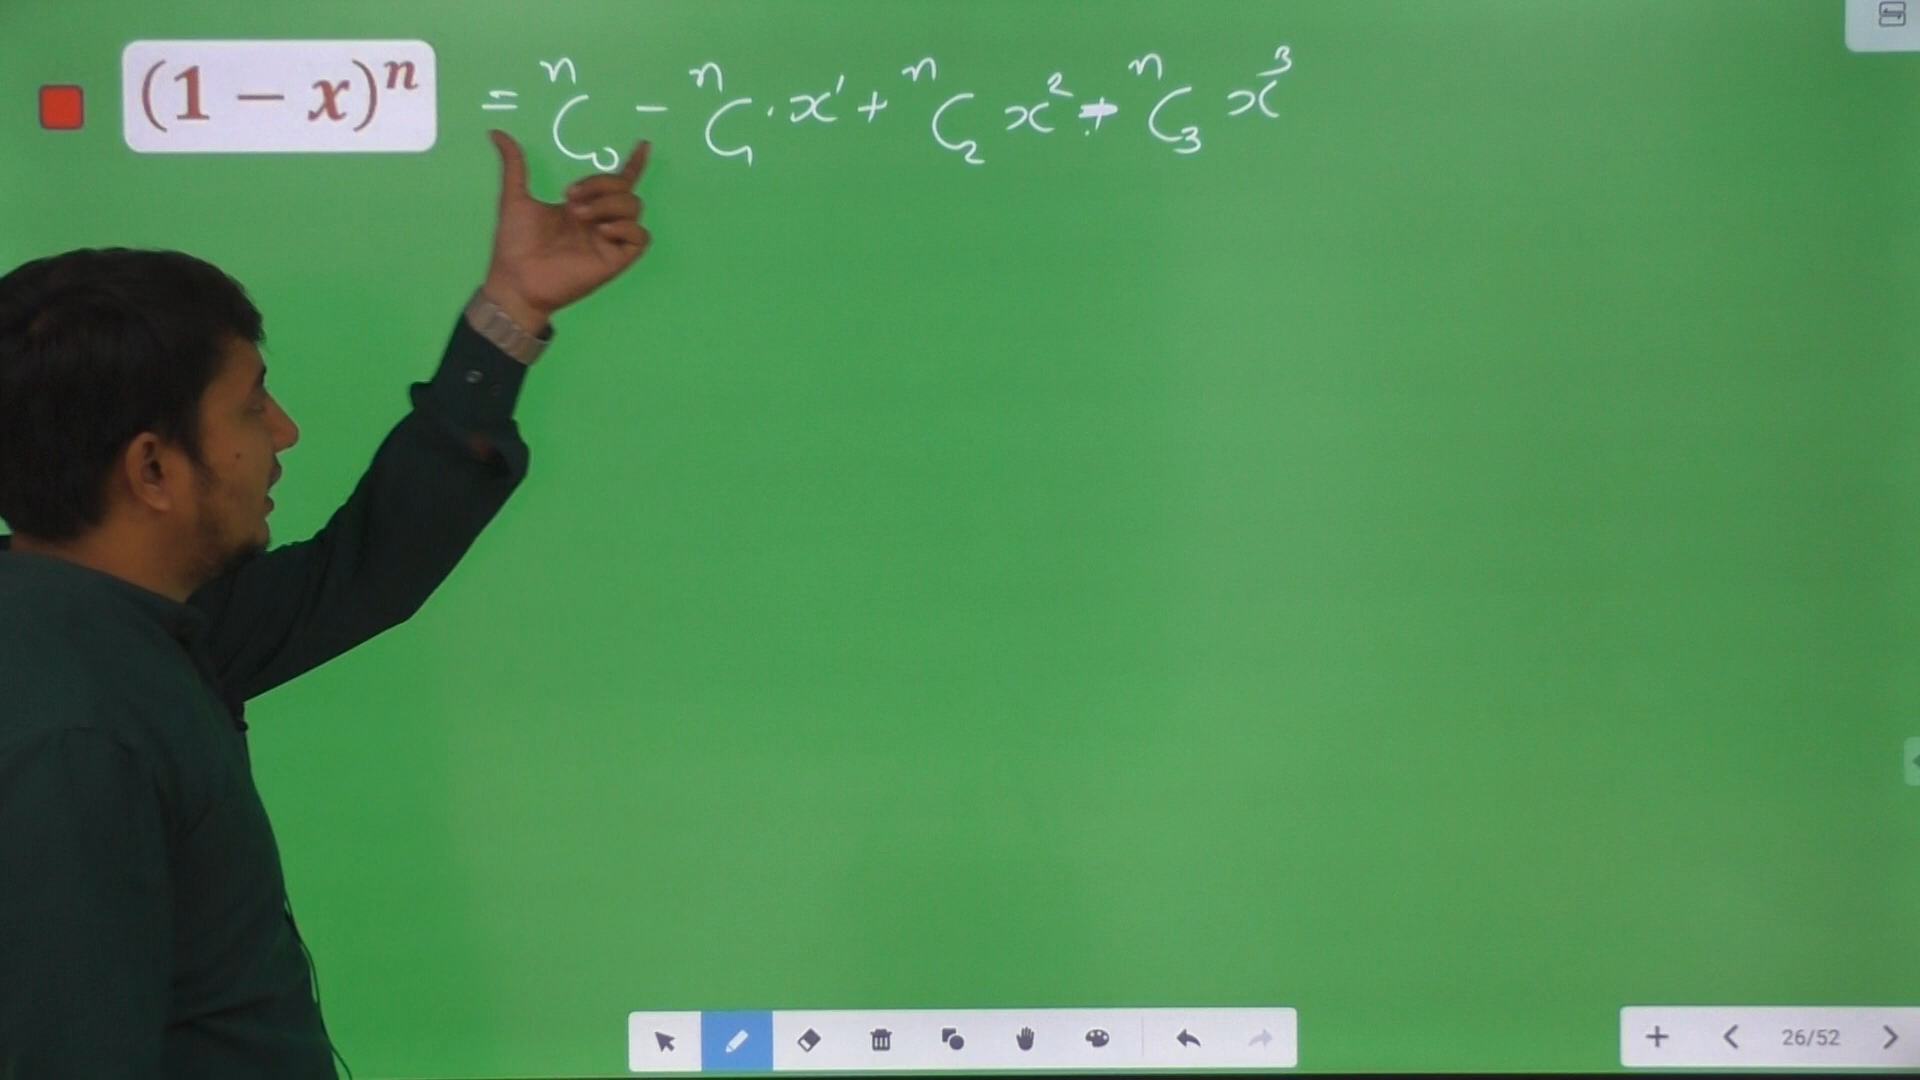 (1 − x)ⁿ = ⁿC₀ − ⁿC₁ · x¹ + ⁿC₂ x² + ⁿC₃ x³
26/52